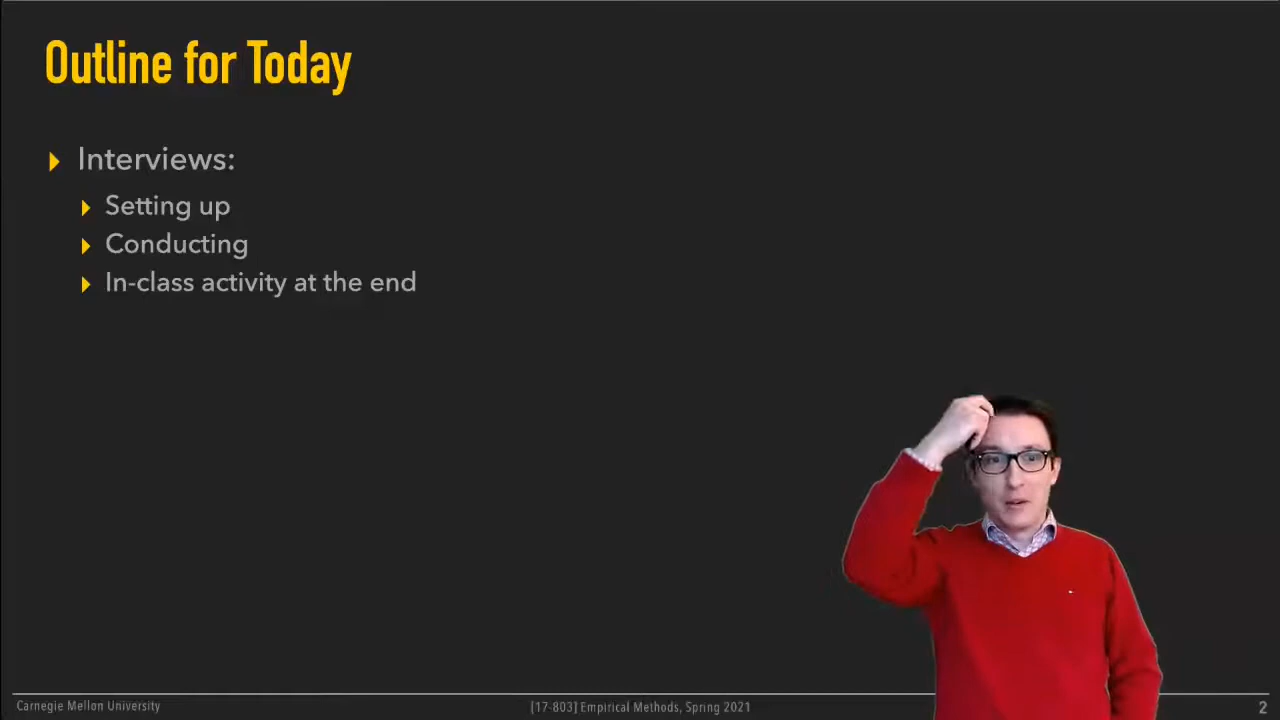 Outline for Today
Interviews:
Setting up
Conducting
In-class activity at the end
Carnegie Mellon University
[17-803] Empirical Methods, Spring 2021
2